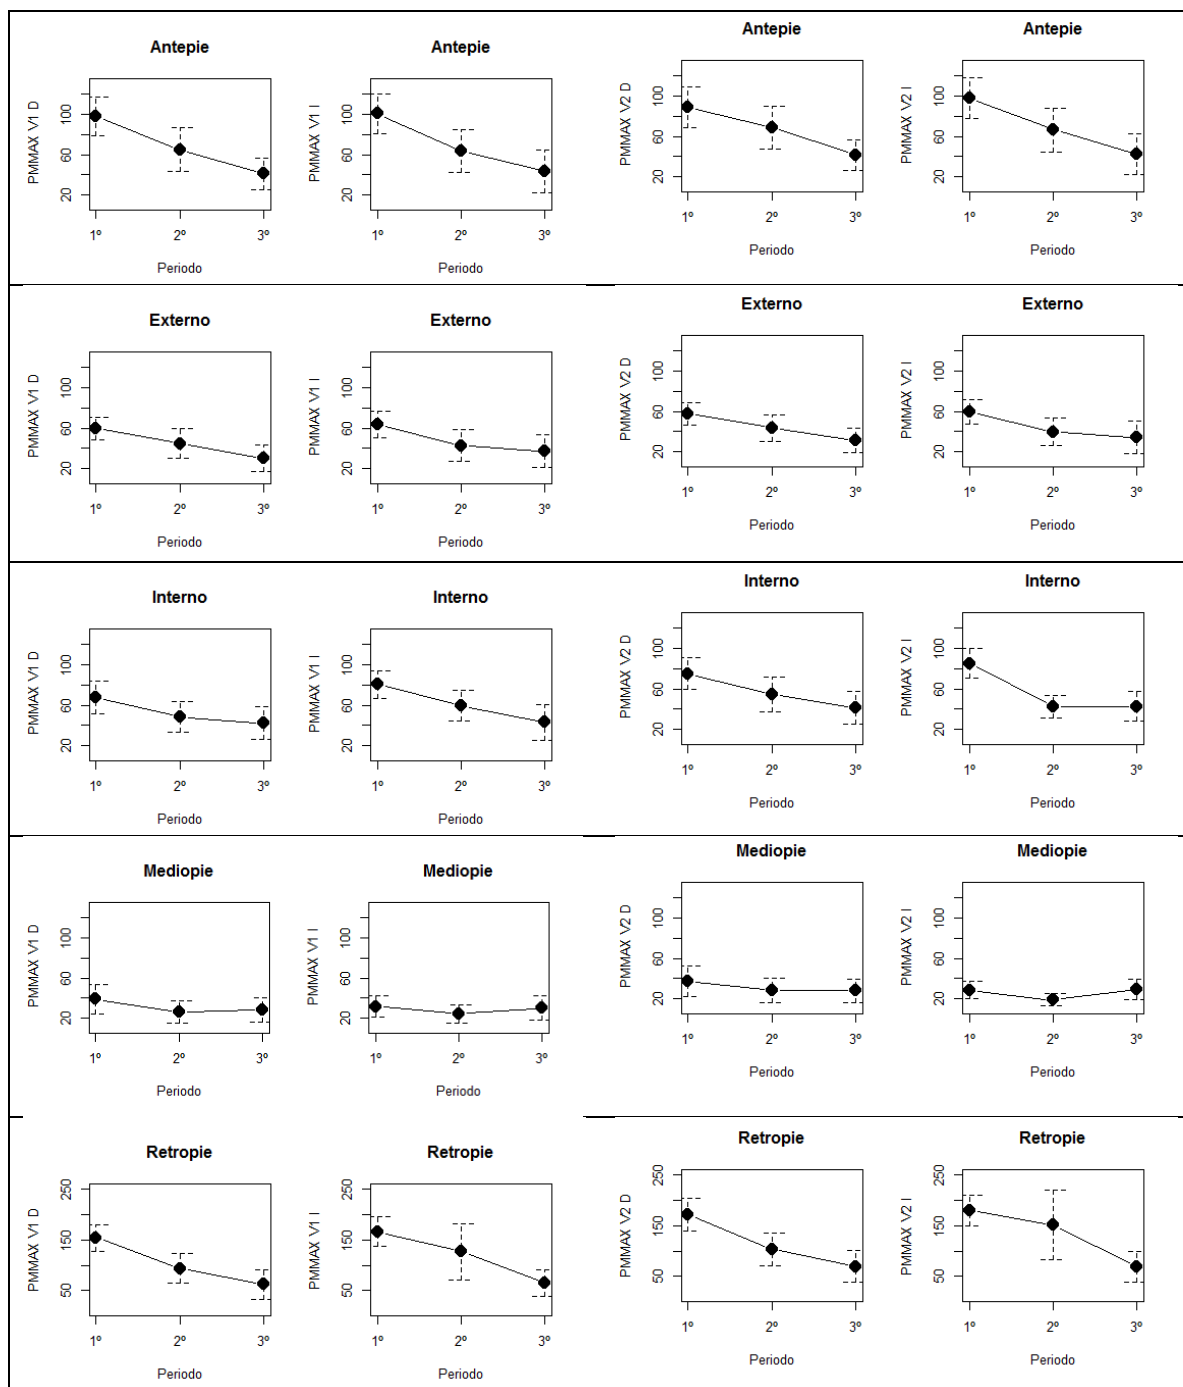 Antepie
PMMAX V1 D
100
60
20
1º 2º 3º
Periodo
Antepie
PMMAX V1 I
100
60
20
1º 2º 3º
Periodo
Antepie
PMMAX V2 D
100
60
20
1º 2º 3º
Periodo
Antepie
PMMAX V2 I
100
60
20
1º 2º 3º
Periodo
Externo
PMMAX V1 D
100
60
20
1º 2º 3º
Periodo
Externo
PMMAX V1 I
100
60
20
1º 2º 3º
Periodo
Externo
PMMAX V2 D
100
60
20
1º 2º 3º
Periodo
Externo
PMMAX V2 I
100
60
20
1º 2º 3º
Periodo
Interno
PMMAX V1 D
100
60
20
1º 2º 3º
Periodo
Interno
PMMAX V1 I
100
60
20
1º 2º 3º
Periodo
Interno
PMMAX V2 D
100
60
20
1º 2º 3º
Periodo
Interno
PMMAX V2 I
100
60
20
1º 2º 3º
Periodo
Mediopie
PMMAX V1 D
100
60
20
1º 2º 3º
Periodo
Mediopie
PMMAX V1 I
100
60
20
1º 2º 3º
Periodo
Mediopie
PMMAX V2 D
100
60
20
1º 2º 3º
Periodo
Mediopie
PMMAX V2 I
100
60
20
1º 2º 3º
Periodo
Retropie
PMMAX V1 D
250
150
50
1º 2º 3º
Periodo
Retropie
PMMAX V1 I
250
150
50
1º 2º 3º
Periodo
Retropie
PMMAX V2 D
250
150
50
1º 2º 3º
Periodo
Retropie
PMMAX V2 I
250
150
50
1º 2º 3º
Periodo